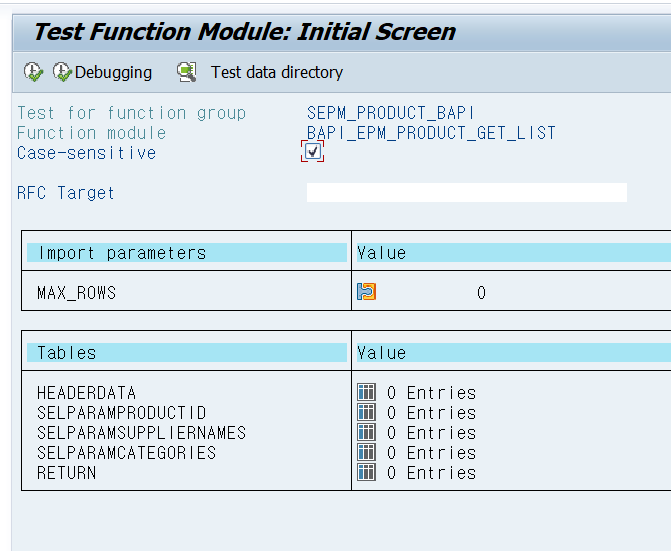 Test Function Module: Initial Screen
Debugging Test data directory
Test for function group SEPM_PRODUCT_BAPI
Function module BAPI_EPM_PRODUCT_GET_LIST
Case-sensitive
RFC Target
Import parameters Value
MAX_ROWS 0
Tables Value
HEADERDATA 0 Entries
SELPARAMPRODUCTID 0 Entries
SELPARAMSUPPLIERNAMES 0 Entries
SELPARAMCATEGORIES 0 Entries
RETURN 0 Entries